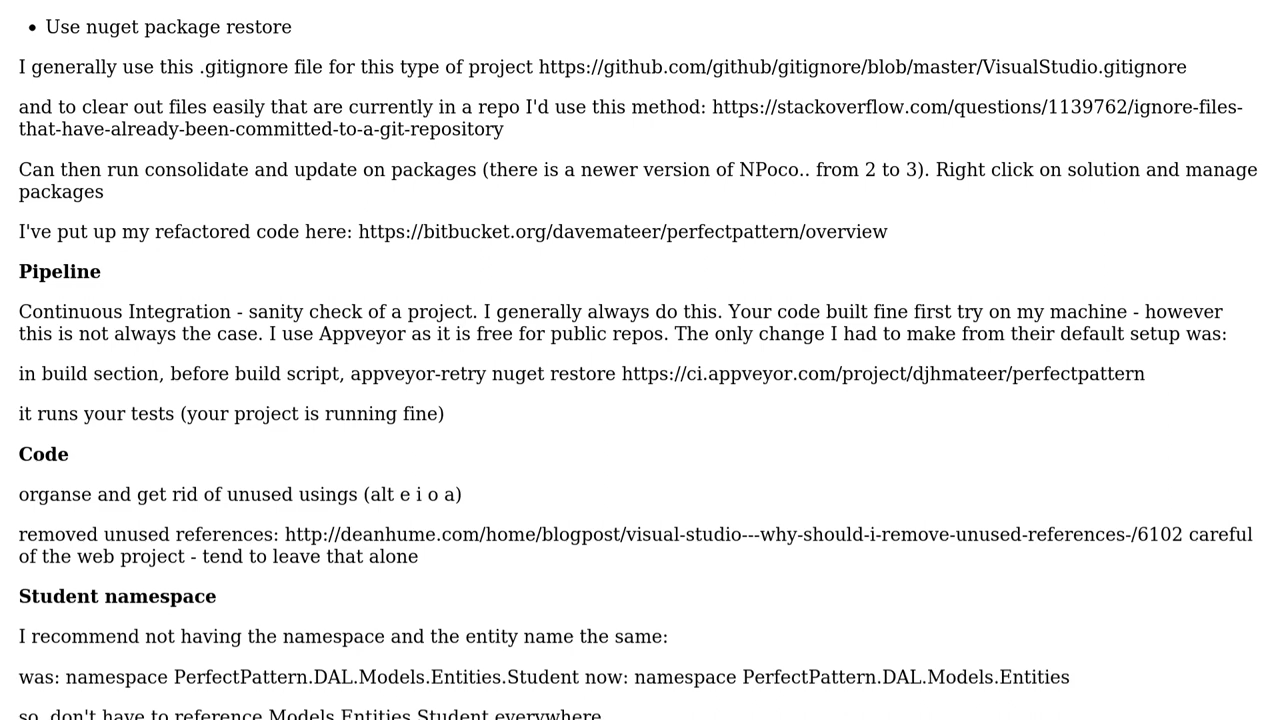 • Use nuget package restore
I generally use this .gitignore file for this type of project https://github.com/github/gitignore/blob/master/VisualStudio.gitignore
and to clear out files easily that are currently in a repo I'd use this method: https://stackoverflow.com/questions/1139762/ignore-files-
that-have-already-been-committed-to-a-git-repository
Can then run consolidate and update on packages (there is a newer version of NPoco.. from 2 to 3). Right click on solution and manage
packages
I've put up my refactored code here: https://bitbucket.org/davemateer/perfectpattern/overview
Pipeline
Continuous Integration - sanity check of a project. I generally always do this. Your code built fine first try on my machine - however
this is not always the case. I use Appveyor as it is free for public repos. The only change I had to make from their default setup was:
in build section, before build script, appveyor-retry nuget restore https://ci.appveyor.com/project/djhmateer/perfectpattern
it runs your tests (your project is running fine)
Code
organse and get rid of unused usings (alt e i o a)
removed unused references: http://deanhume.com/home/blogpost/visual-studio---why-should-i-remove-unused-references-/6102 careful
of the web project - tend to leave that alone
Student namespace
I recommend not having the namespace and the entity name the same:
was: namespace PerfectPattern.DAL.Models.Entities.Student now: namespace PerfectPattern.DAL.Models.Entities
so, don't have to reference Models.Entities.Student everywhere